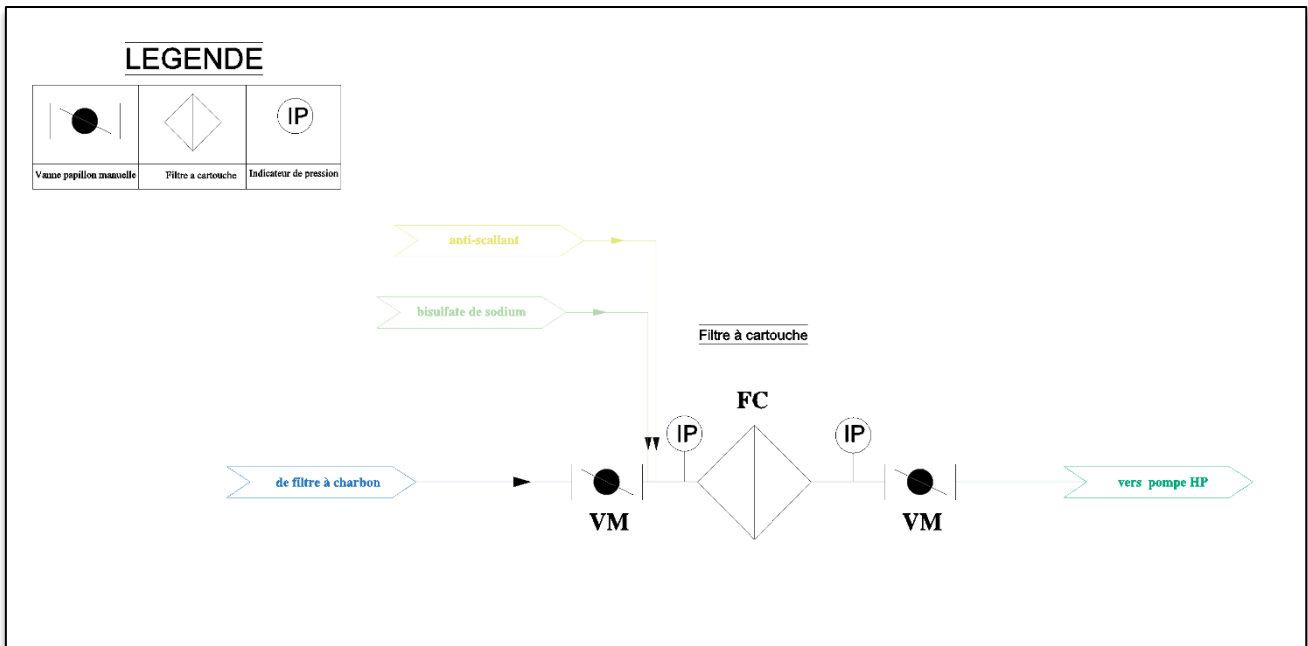 LEGENDE
IP
Vanne papillon manuelle
Filtre a cartouche
Indicateur de pression
anti-scallant
bisulfate de sodium
Filtre à cartouche
FC
IP
IP
de filtre à charbon
vers pompe HP
VM
VM